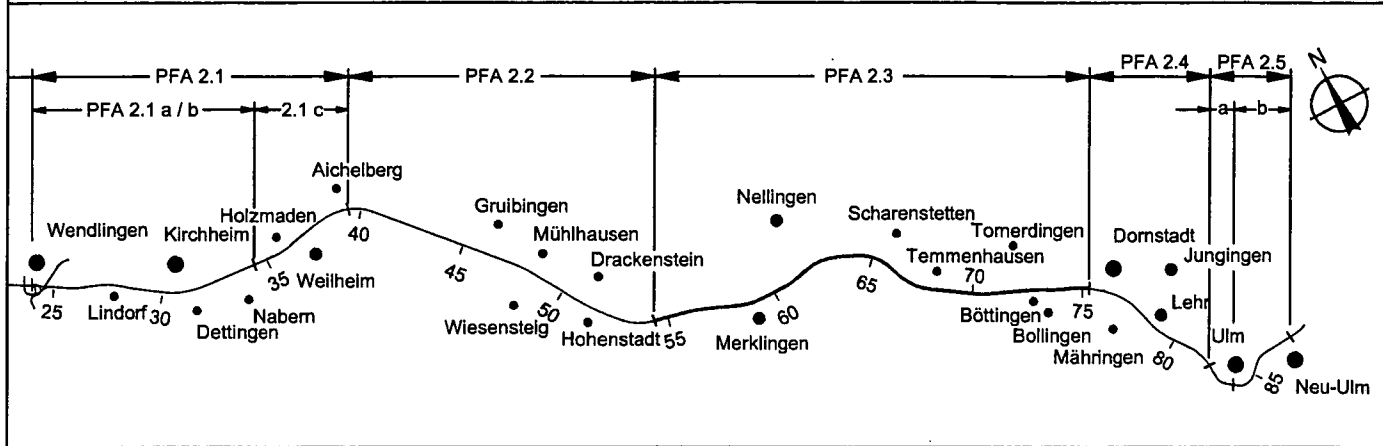 PFA 2.1
PFA 2.2
PFA 2.3
PFA 2.4
PFA 2.5
N
PFA 2.1 a / b
2.1 c
a
b
Aichelberg
Gruibingen
Nellingen
Scharenstetten
Tomerdingen
Wendlingen
Holzmaden
Kirchheim
Mühlhausen
Temmenhausen
Dornstadt
Jungingen
Weilheim
Drackenstein
25
Lindorf
30
35
40
45
50
55
60
65
70
75
80
85
Dettingen
Nabern
Wiesensteig
Hohenstadt
Merklingen
Böttingen
Bollingen
Mähringen
Lehr
Ulm
Neu-Ulm